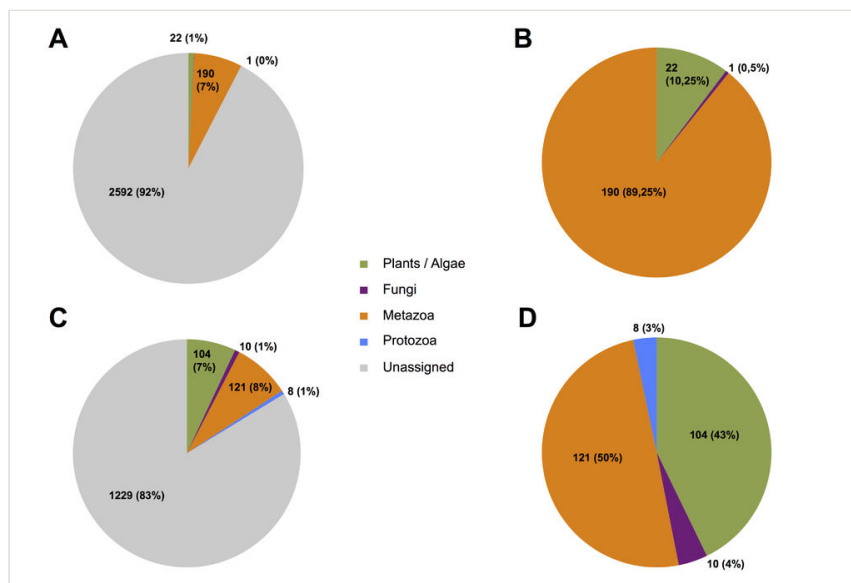 A
22 (1%)
190
(7%)
1 (0%)
2592 (92%)
B
22
(10,25%)
1 (0,5%)
190 (89,25%)
Plants / Algae
Fungi
Metazoa
Protozoa
Unassigned
C
104
(7%)
10 (1%)
121 (8%)
8 (1%)
1229 (83%)
D
8 (3%)
104 (43%)
121 (50%)
10 (4%)